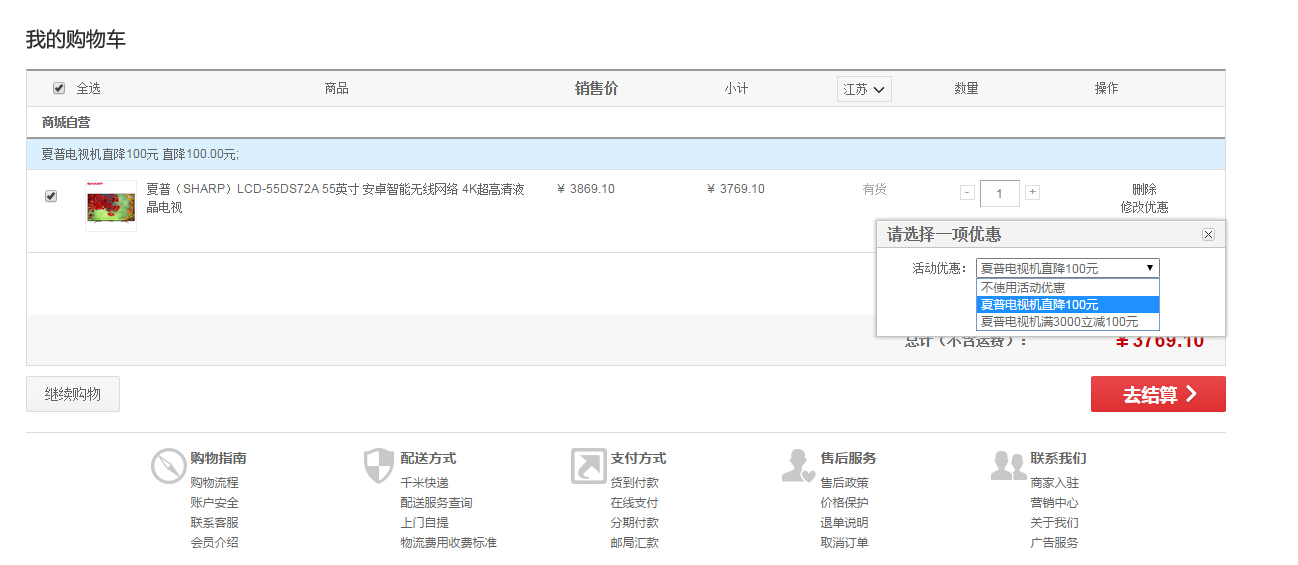 我的购物车
全选 商品 销售价 小计 江苏 数量 操作
商城自营
夏普电视机直降100元 直降100.00元;
夏普（SHARP）LCD-55DS72A 55英寸 安卓智能无线网络 4K超高清液 ¥ 3869.10 ¥ 3769.10 有货 - 1 + 删除
晶电视 修改优惠
请选择一项优惠
活动优惠： 夏普电视机直降100元
不使用活动优惠
夏普电视机直降100元
夏普电视机满3000立减100元
总计（不含运费）： ¥3769.10
继续购物 去结算
购物指南 配送方式 支付方式 售后服务 联系我们
购物流程 千米快递 货到付款 售后政策 商家入驻
账户安全 配送服务查询 在线支付 价格保护 营销中心
联系客服 上门自提 分期付款 退单说明 关于我们
会员介绍 物流费用收费标准 邮局汇款 取消订单 广告服务